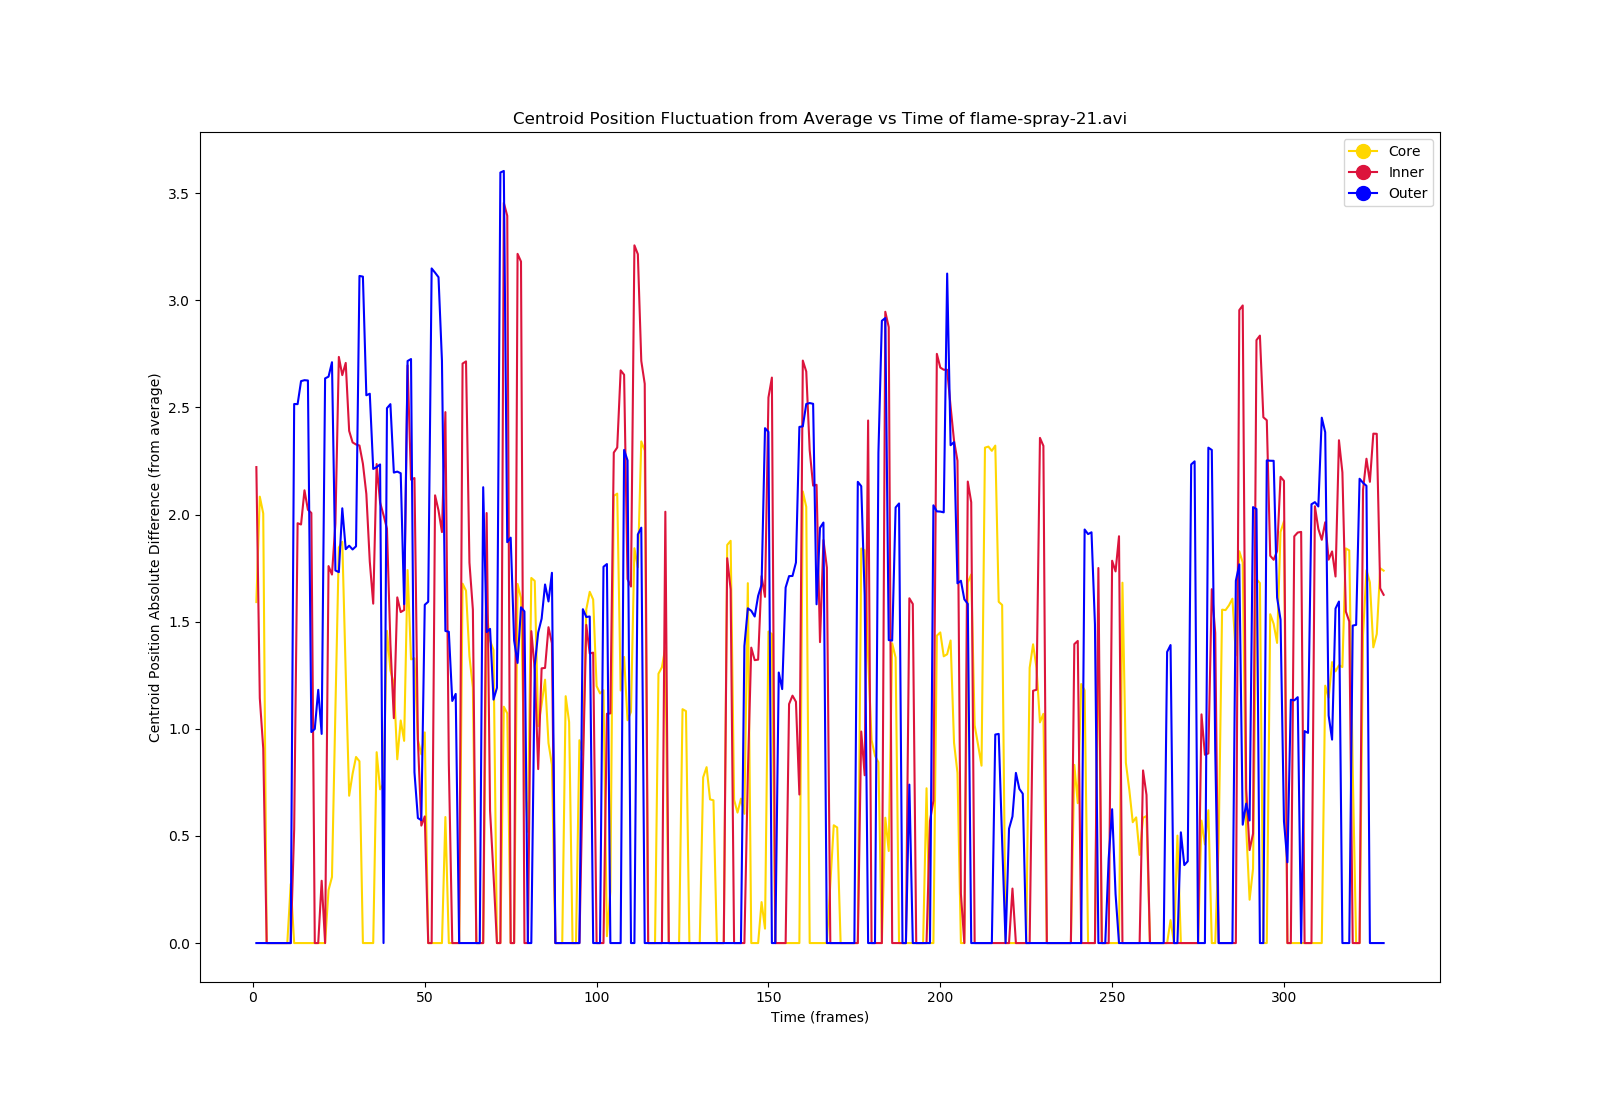 Centroid Position Fluctuation from Average vs Time of flame-spray-21.avi
Core
Inner
Outer
Centroid Position Absolute Difference (from average)
3.5
3.0
2.5
2.0
1.5
1.0
0.5
0.0
0 50 100 150 200 250 300
Time (frames)